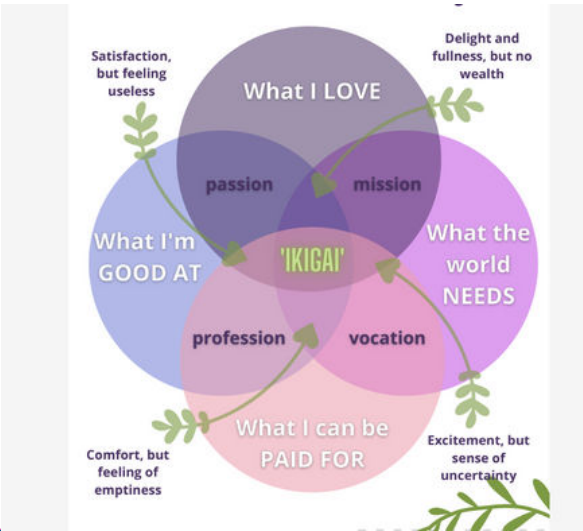 Satisfaction,
but feeling
useless
Delight and
fullness, but no
wealth
What I LOVE
passion
mission
What I'm
GOOD AT
'IKIGAI'
What the
world
NEEDS
profession
vocation
What I can be
PAID FOR
Comfort, but
feeling of
emptiness
Excitement, but
sense of
uncertainty